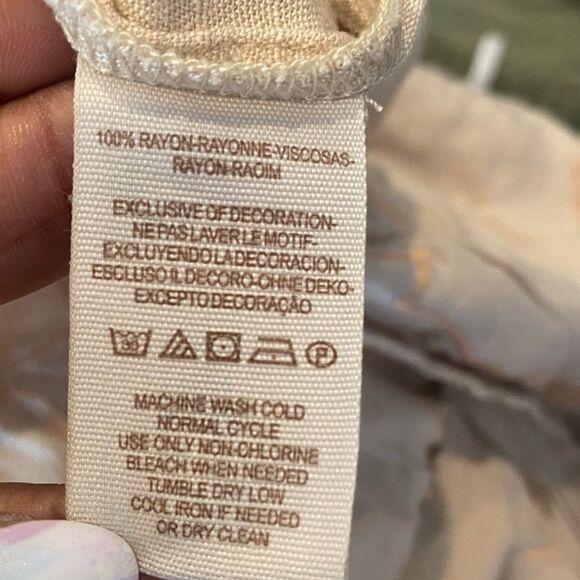 100% RAYON-RAYONNE-VISCOSAS-
RAYON-RAOIM
EXCLUSIVE OF DECORATION-
NE PAS LAVER LE MOTIF-
EXCLUYENDO LA DECORACION-
ESCLUSO IL DECORO-OHNE DEKO-
EXCEPTO DECORAÇÃO
30 P
MACHINE WASH COLD
NORMAL CYCLE
USE ONLY NON-CHLORINE
BLEACH WHEN NEEDED
TUMBLE DRY LOW
COOL IRON IF NEEDED
OR DRY CLEAN